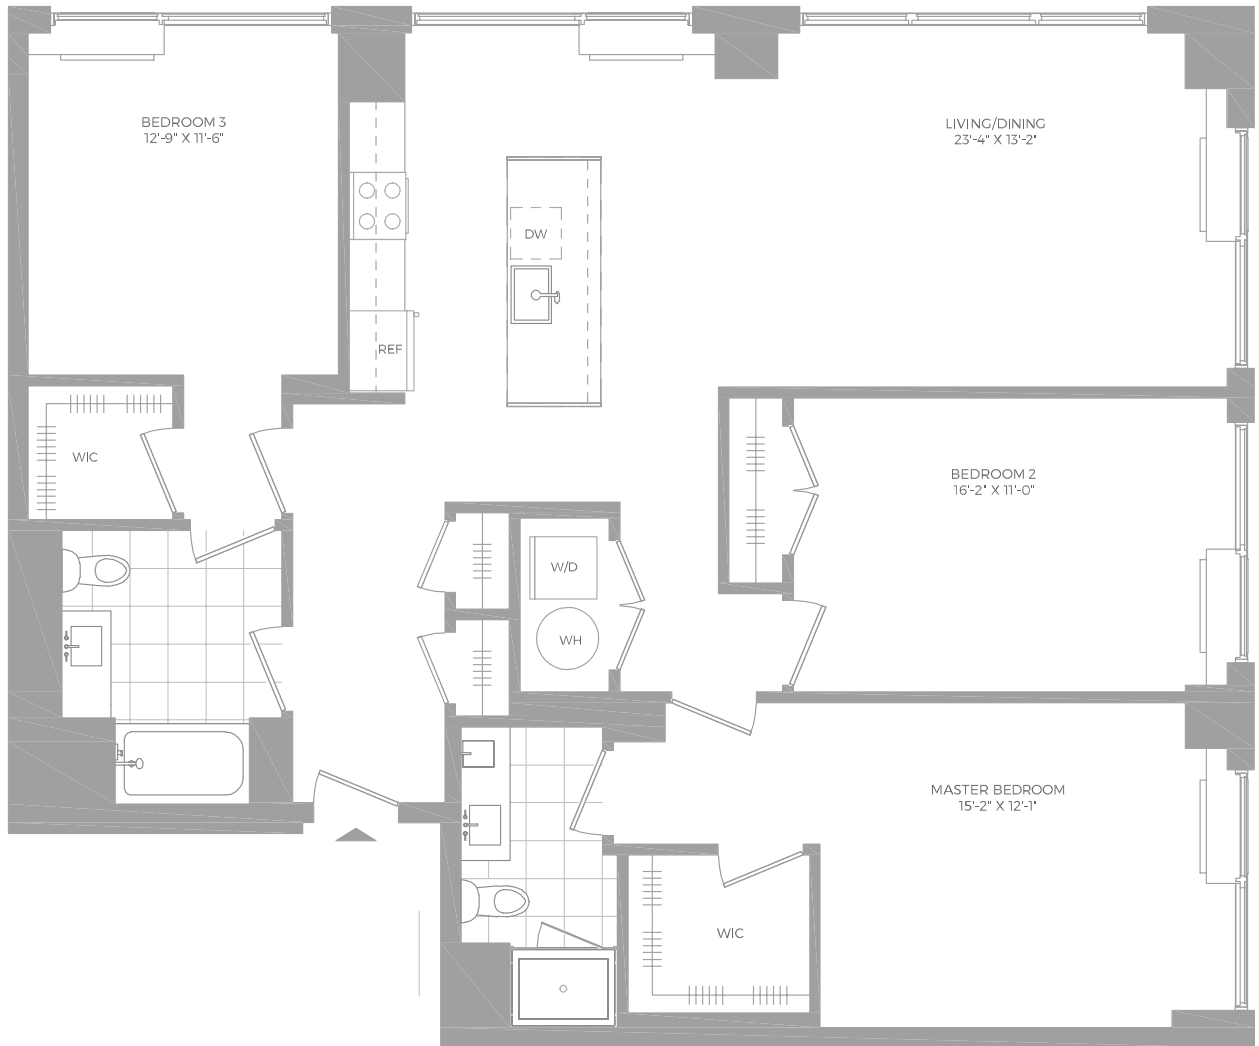 BEDROOM 3
12'-9" X 11'-6"
LIVING/DINING
23'-4" X 13'-2"
DW
REF
WIC
BEDROOM 2
16'-2" X 11'-0"
W/D
WH
MASTER BEDROOM
15'-2" X 12'-1"
WIC